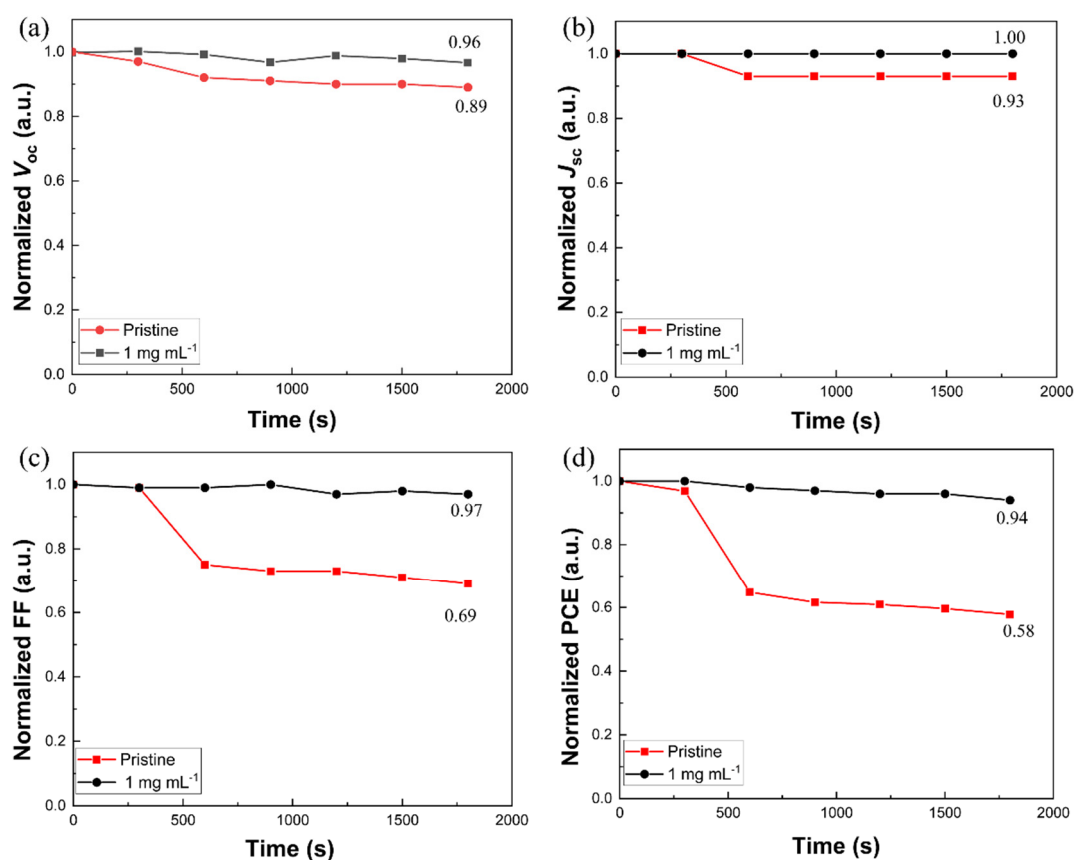 (a)
Normalized Voc (a.u.)
1.0
0.8
0.6
0.4
0.2
0.0
0.96
0.89
Pristine
1 mg mL⁻¹
0 500 1000 1500 2000
Time (s)
(b)
Normalized Jsc (a.u.)
1.0
0.8
0.6
0.4
0.2
0.0
1.00
0.93
Pristine
1 mg mL⁻¹
0 500 1000 1500 2000
Time (s)
(c)
Normalized FF (a.u.)
1.0
0.8
0.6
0.4
0.2
0.0
0.97
0.69
Pristine
1 mg mL⁻¹
0 500 1000 1500 2000
Time (s)
(d)
Normalized PCE (a.u.)
1.0
0.8
0.6
0.4
0.2
0.0
0.94
0.58
Pristine
1 mg mL⁻¹
0 500 1000 1500 2000
Time (s)